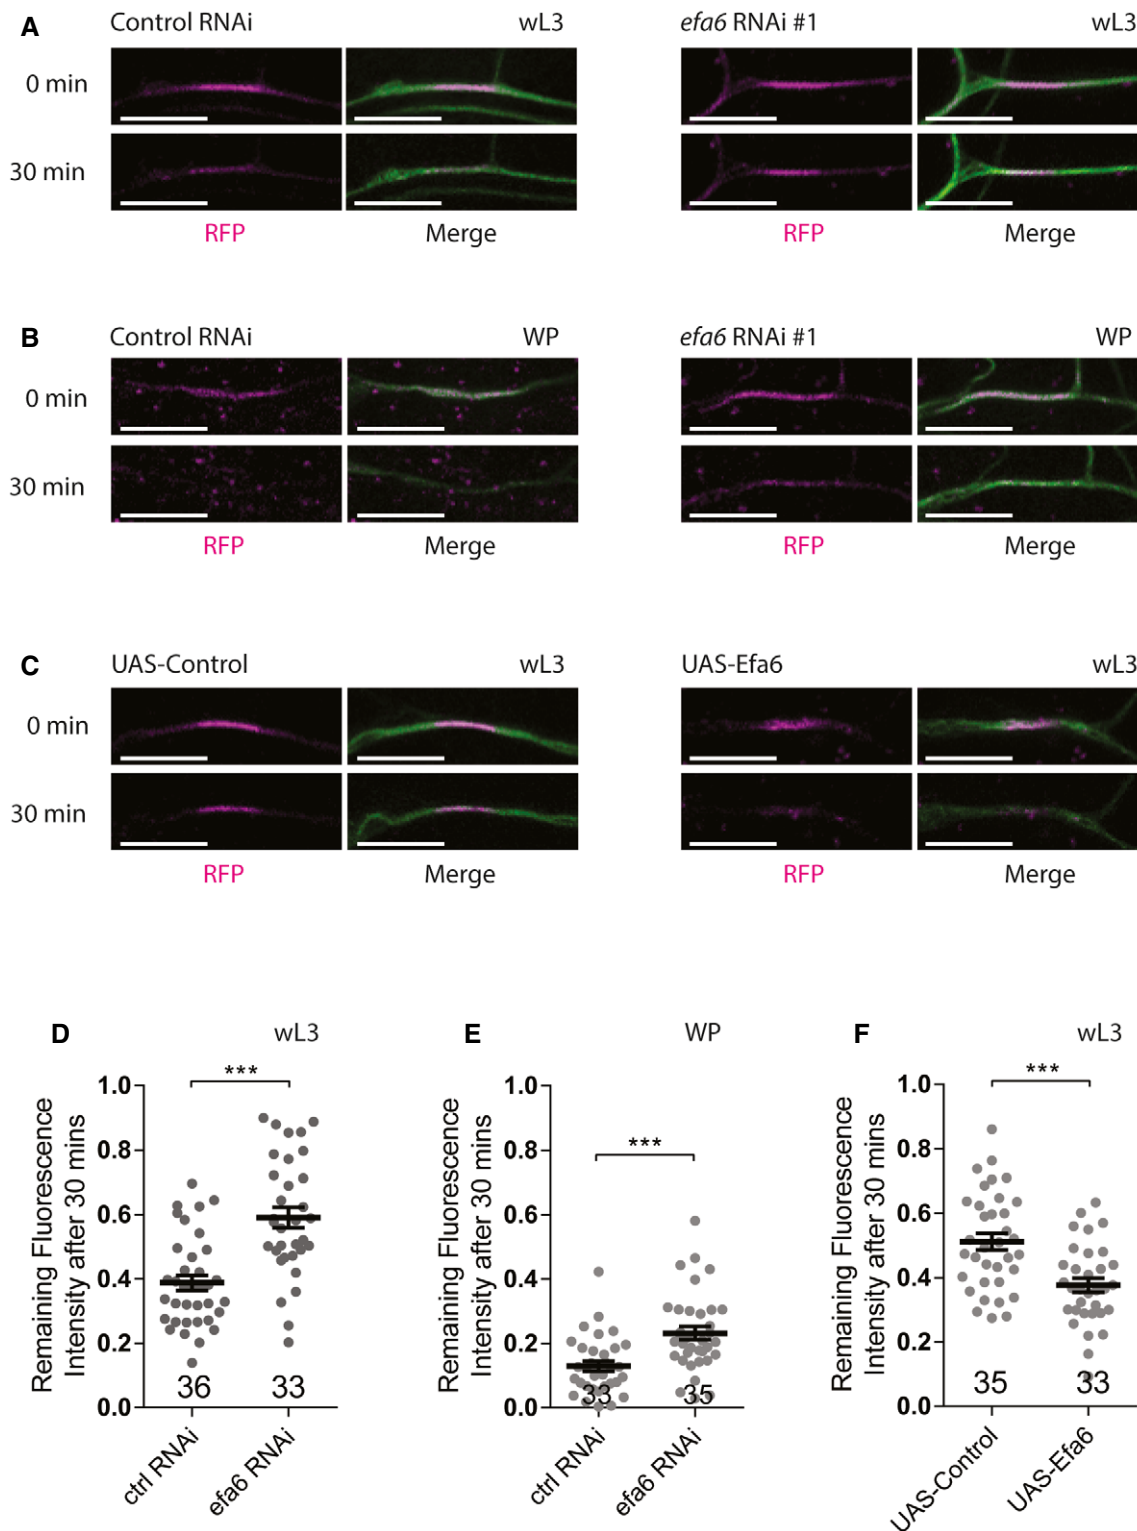 A Control RNAi wL3 efa6 RNAi #1 wL3
0 min
30 min
RFP Merge RFP Merge
B Control RNAi WP efa6 RNAi #1 WP
0 min
30 min
RFP Merge RFP Merge
C UAS-Control wL3 UAS-Efa6 wL3
0 min
30 min
RFP Merge RFP Merge
D wL3
***
Remaining Fluorescence
Intensity after 30 mins
1.0
0.8
0.6
0.4
0.2
0.0
36 33
ctrl RNAi
efa6 RNAi
E WP
***
Remaining Fluorescence
Intensity after 30 mins
1.0
0.8
0.6
0.4
0.2
0.0
33 35
ctrl RNAi
efa6 RNAi
F wL3
***
Remaining Fluorescence
Intensity after 30 mins
1.0
0.8
0.6
0.4
0.2
0.0
35 33
UAS-Control
UAS-Efa6